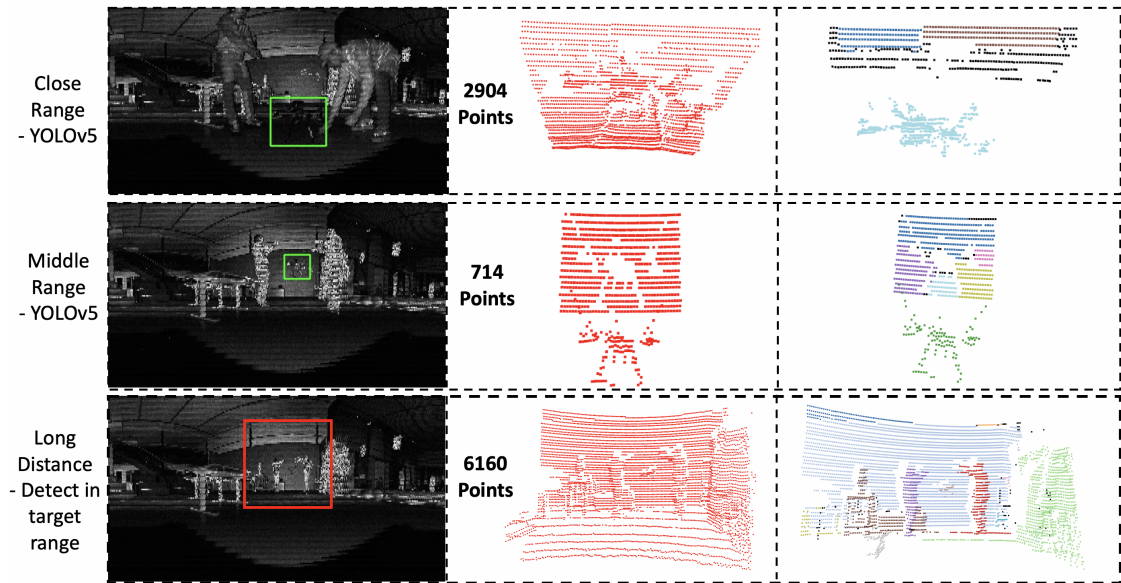 Close
Range
- YOLOv5
2904
Points
Middle
Range
- YOLOv5
714
Points
Long
Distance
- Detect in
target
range
6160
Points